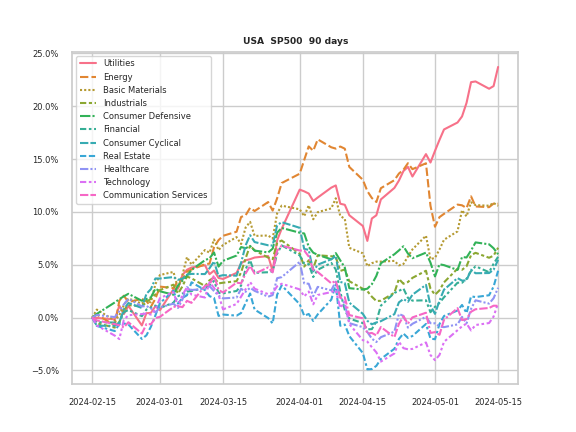 USA SP500 90 days
25.0%
20.0%
15.0%
10.0%
5.0%
0.0%
−5.0%
Utilities
Energy
Basic Materials
Industrials
Consumer Defensive
Financial
Consumer Cyclical
Real Estate
Healthcare
Technology
Communication Services
2024-02-15 2024-03-01 2024-03-15 2024-04-01 2024-04-15 2024-05-01 2024-05-15